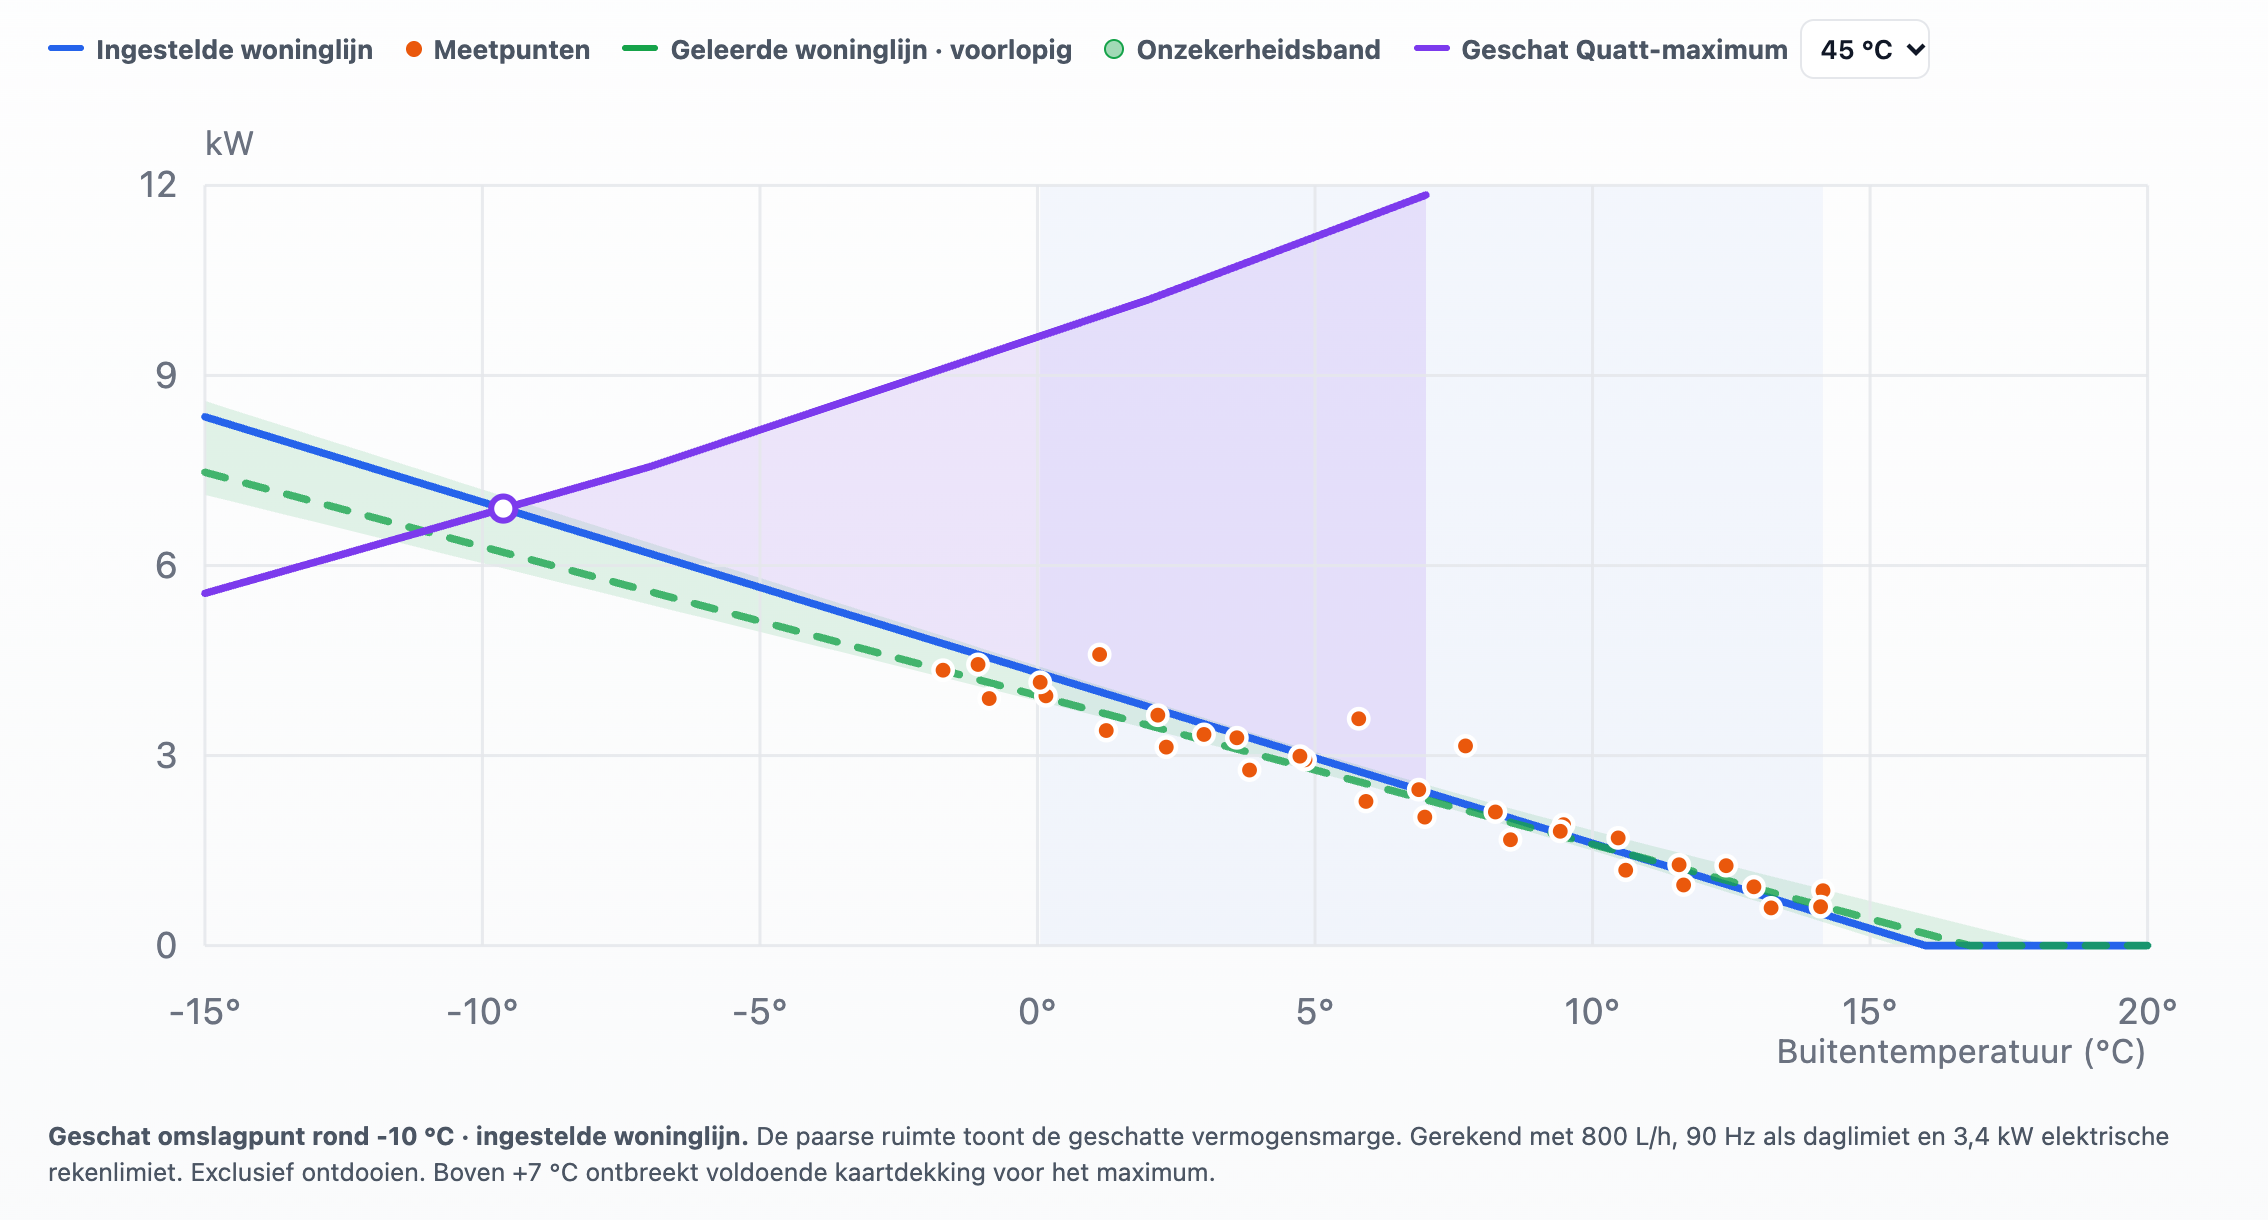 Ingestelde woninglijn Meetpunten Geleerde woninglijn · voorlopig Onzekerheidsband Geschat Quatt-maximum 45 °C
kW
12
9
6
3
0
-15° -10° -5° 0° 5° 10° 15° 20°
Buitentemperatuur (°C)
Geschat omslagpunt rond -10 °C · ingestelde woninglijn. De paarse ruimte toont de geschatte vermogensmarge. Gerekend met 800 L/h, 90 Hz als daglimiet en 3,4 kW elektrische
rekenlimiet. Exclusief ontdooien. Boven +7 °C ontbreekt voldoende kaartdekking voor het maximum.